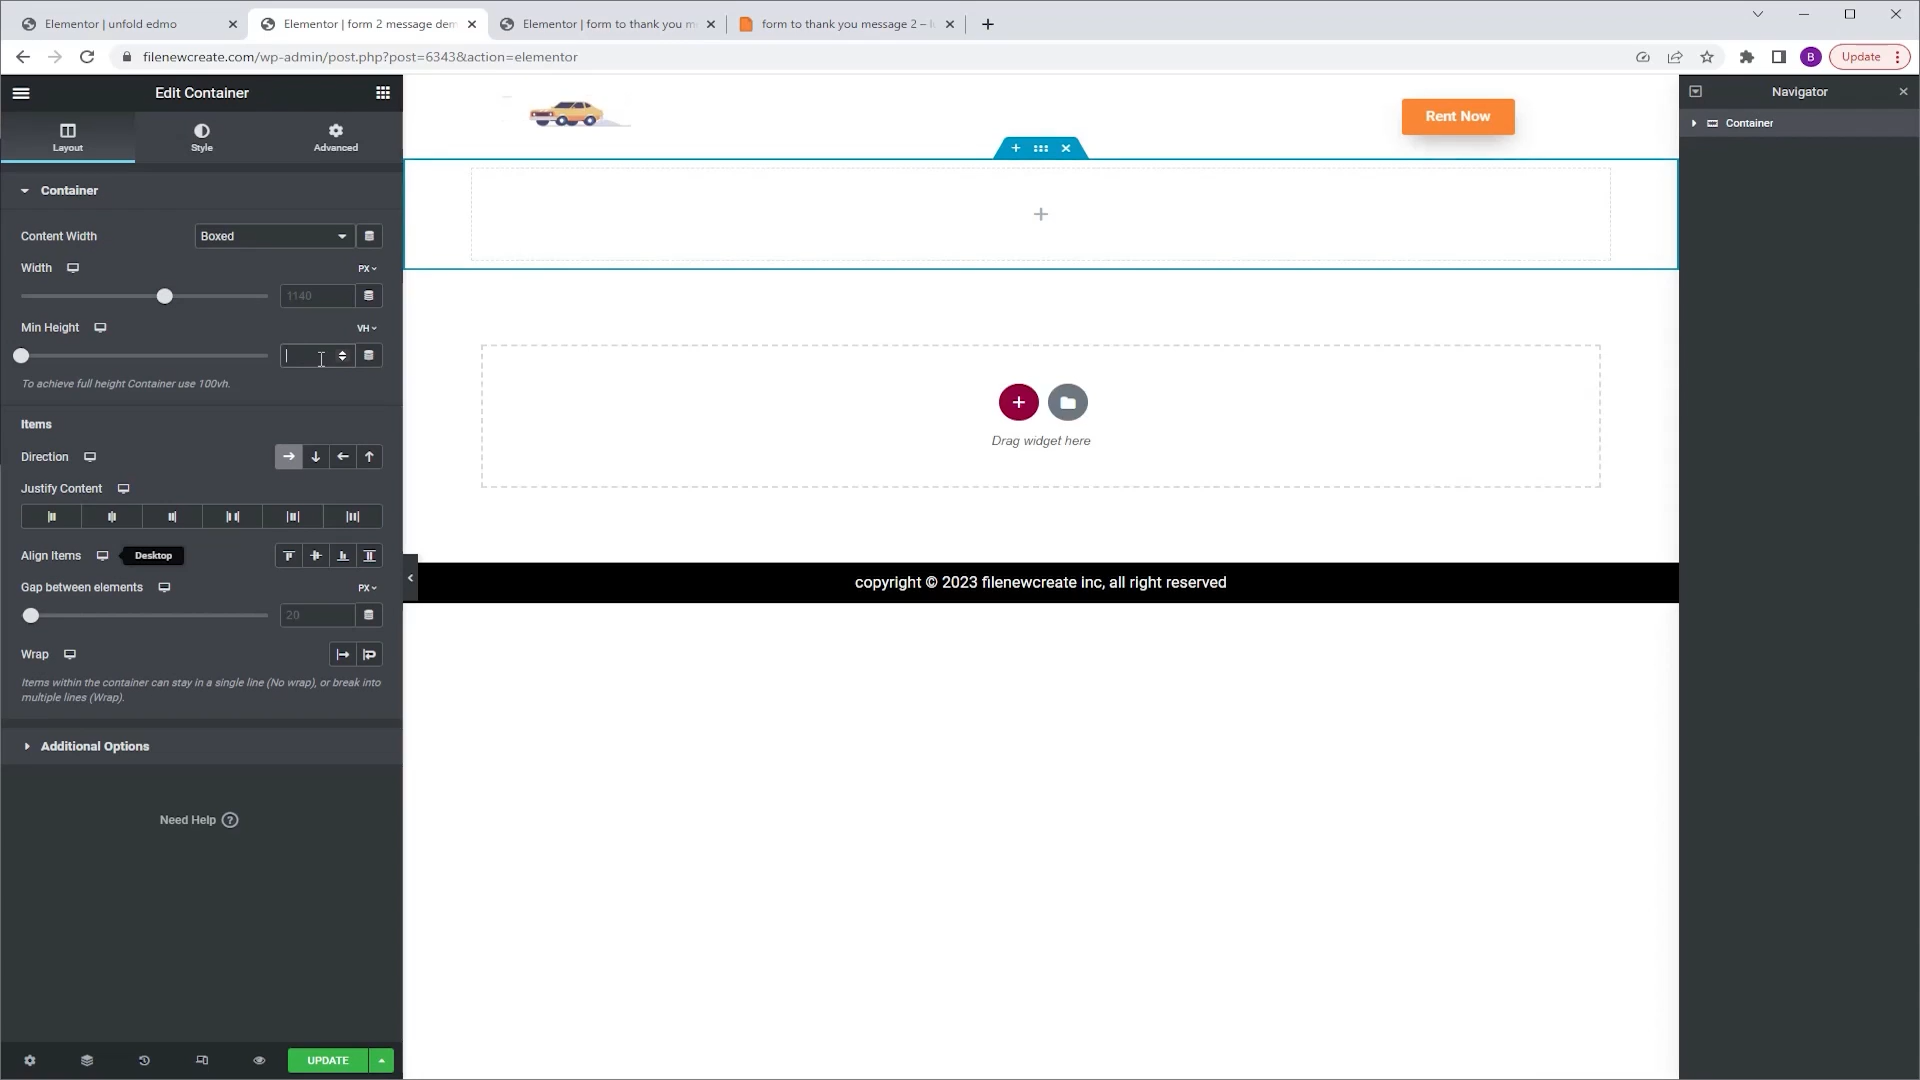 Elementor | unfold edmo
Elementor | form 2 message dem
Elementor | form to thank you m
form to thank you message 2 –
filenewcreate.com/wp-admin/post.php?post=6343&action=elementor
B
Update
Edit Container
Layout
Style
Advanced
Container
Content Width
Boxed
Width
PX
1140
Min Height
VH
To achieve full height Container use 100vh.
Items
Direction
Justify Content
Align Items
Desktop
Gap between elements
PX
20
Wrap
Items within the container can stay in a single line (No wrap), or break into
multiple lines (Wrap).
Additional Options
Need Help ?
UPDATE
Rent Now
Drag widget here
copyright © 2023 filenewcreate inc, all right reserved
Navigator
Container